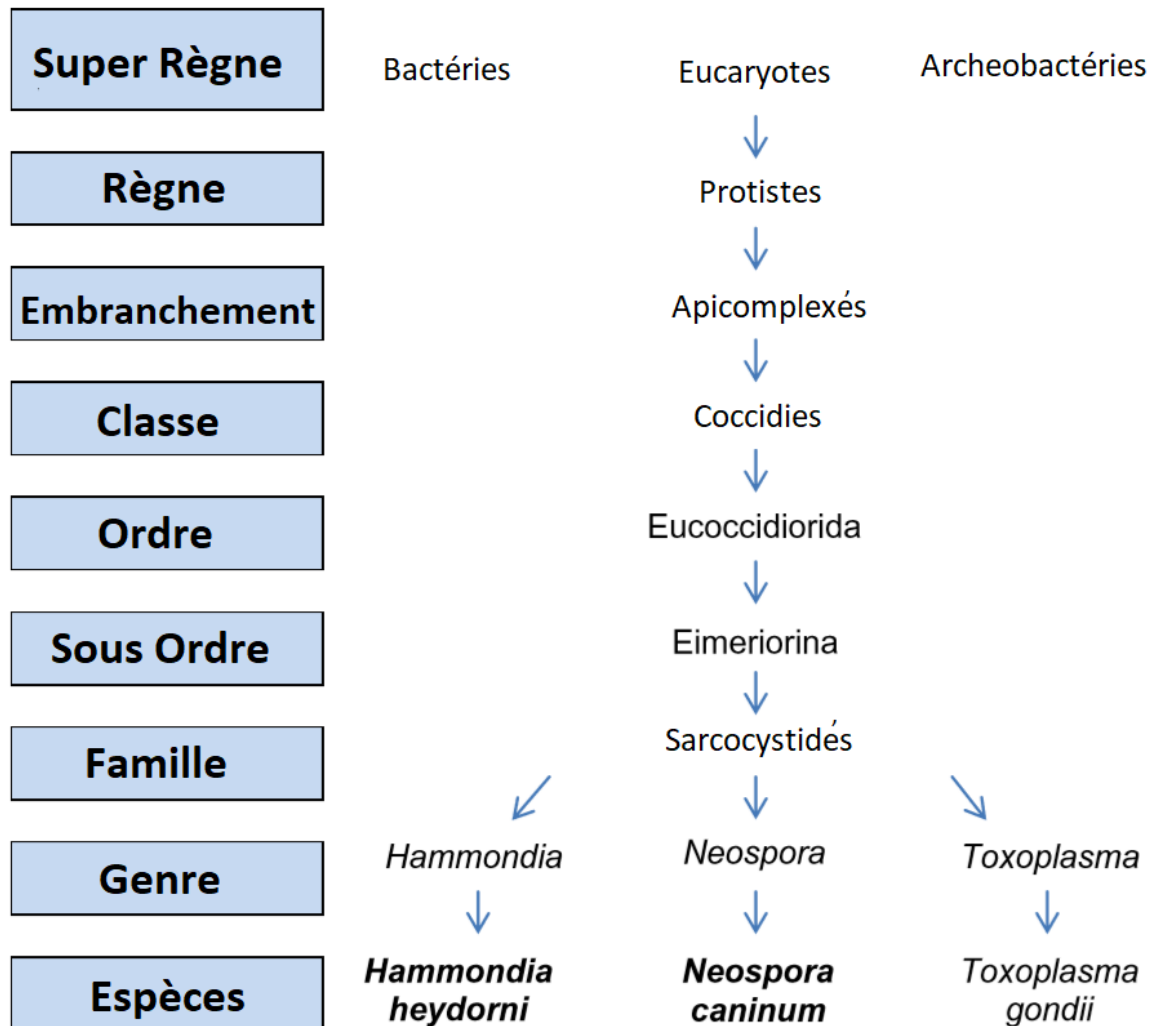 Super Règne Bactéries Eucaryotes Archeobactéries
Règne Protistes
Embranchement Apicomplexés
Classe Coccidies
Ordre Eucoccidiorida
Sous Ordre Eimeriorina
Famille Sarcocystidés
Genre Hammondia Neospora Toxoplasma
Espèces Hammondia heydorni Neospora caninum Toxoplasma gondii